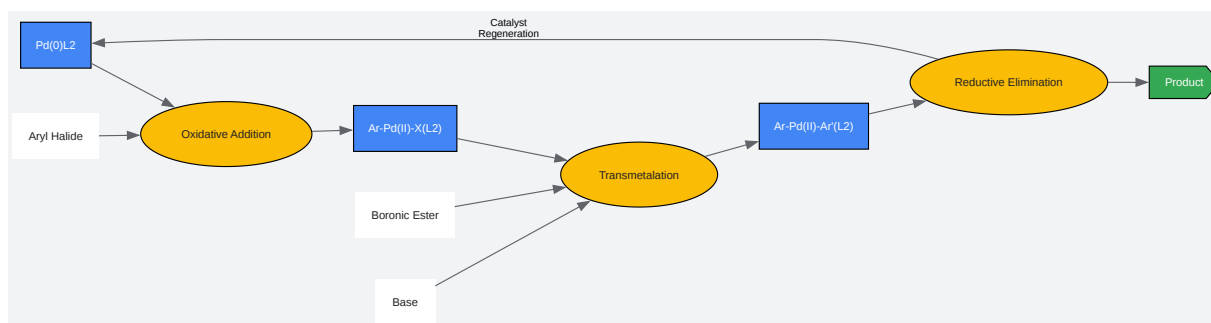 Catalyst
Regeneration
Pd(0)L2
Reductive Elimination
Product
Aryl Halide
Oxidative Addition
Ar-Pd(II)-X(L2)
Ar-Pd(II)-Ar'(L2)
Transmetalation
Boronic Ester
Base